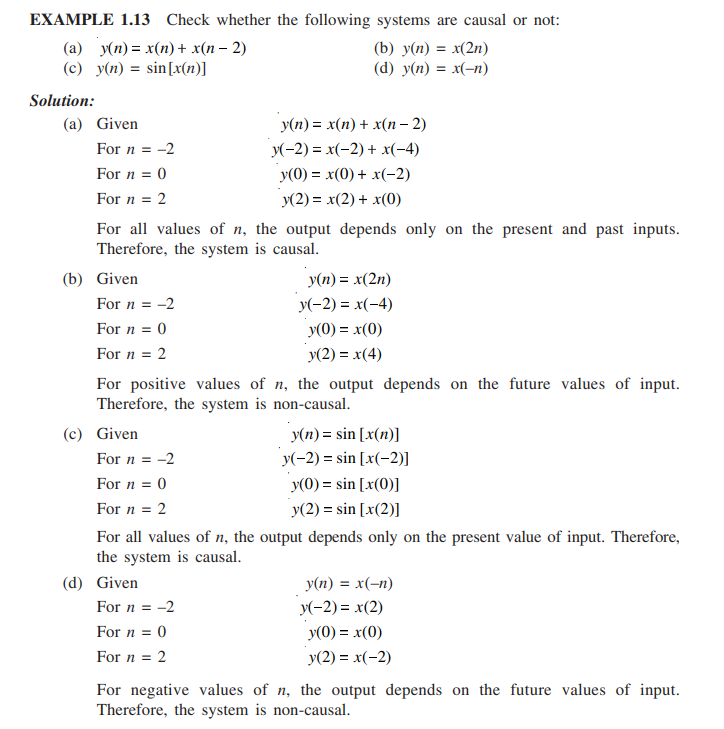 EXAMPLE 1.13 Check whether the following systems are causal or not:
(a) y(n) = x(n) + x(n – 2) (b) y(n) = x(2n)
(c) y(n) = sin[x(n)] (d) y(n) = x(–n)
Solution:
(a) Given y(n) = x(n) + x(n – 2)
For n = –2 y(–2) = x(–2) + x(–4)
For n = 0 y(0) = x(0) + x(–2)
For n = 2 y(2) = x(2) + x(0)
For all values of n, the output depends only on the present and past inputs.
Therefore, the system is causal.
(b) Given y(n) = x(2n)
For n = –2 y(–2) = x(–4)
For n = 0 y(0) = x(0)
For n = 2 y(2) = x(4)
For positive values of n, the output depends on the future values of input.
Therefore, the system is non-causal.
(c) Given y(n) = sin [x(n)]
For n = –2 y(–2) = sin [x(–2)]
For n = 0 y(0) = sin [x(0)]
For n = 2 y(2) = sin [x(2)]
For all values of n, the output depends only on the present value of input. Therefore,
the system is causal.
(d) Given y(n) = x(–n)
For n = –2 y(–2) = x(2)
For n = 0 y(0) = x(0)
For n = 2 y(2) = x(–2)
For negative values of n, the output depends on the future values of input.
Therefore, the system is non-causal.